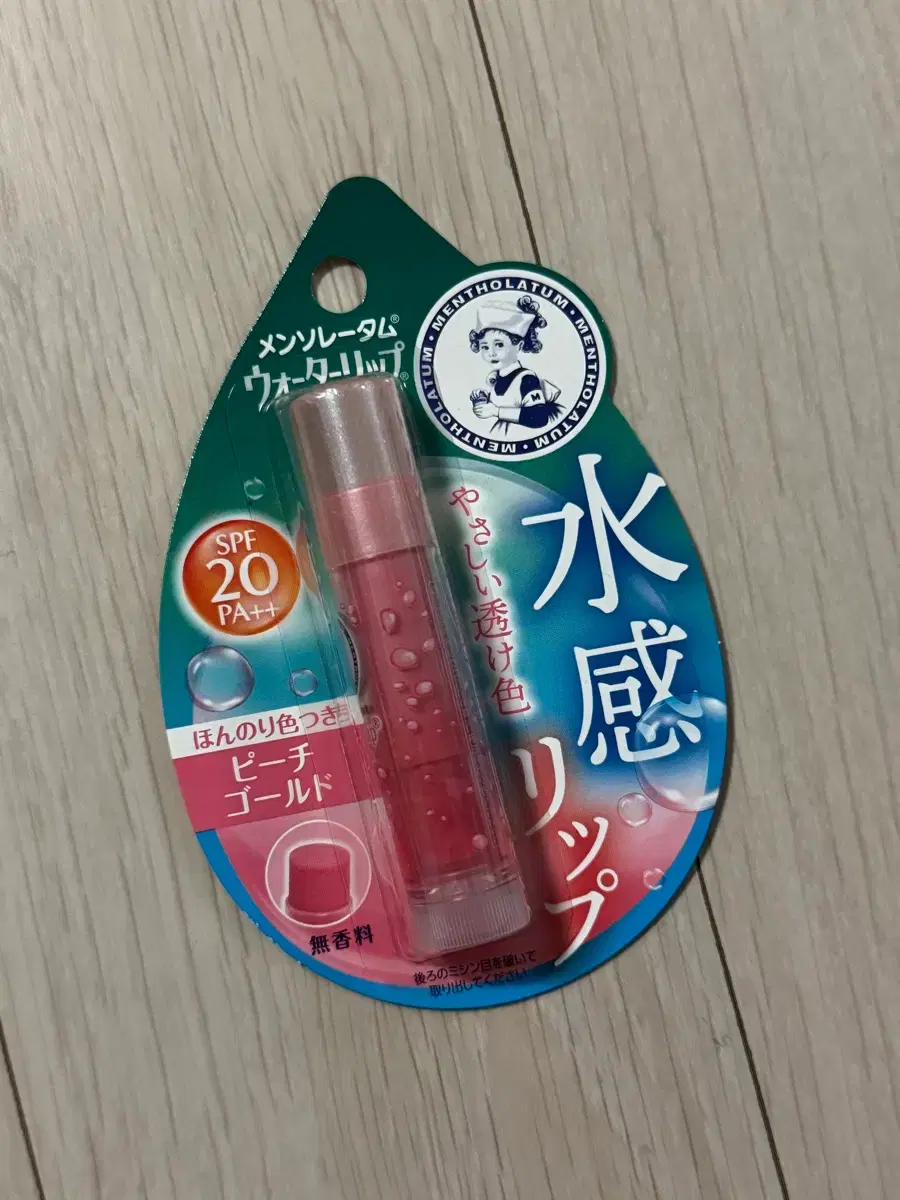 メンソレータム®
ウォーターリップ®
MENTHOLATUM・MENTHOLATUM・MENTHOLATUM・MENTHOLATUM・
M
水感
リップ
やさしい透け色
SPF
20
PA++
ほんのり色つき
ピーチ
ゴールド
無香料
後ろのミシン目を破いて
取り出してください